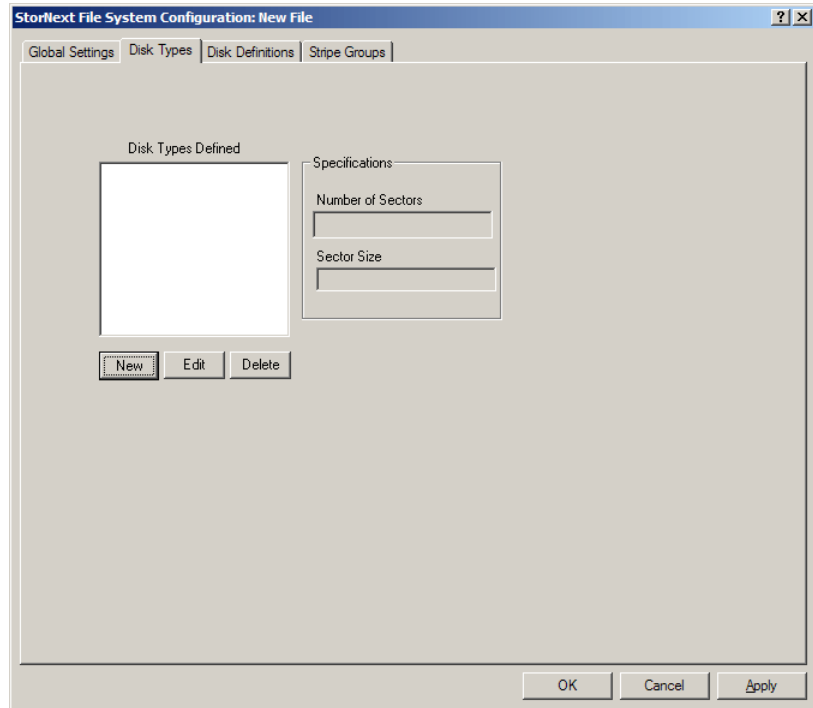 StorNext File System Configuration: New File
Global Settings Disk Types Disk Definitions Stripe Groups
Disk Types Defined
Specifications
Number of Sectors
Sector Size
New Edit Delete
OK Cancel Apply